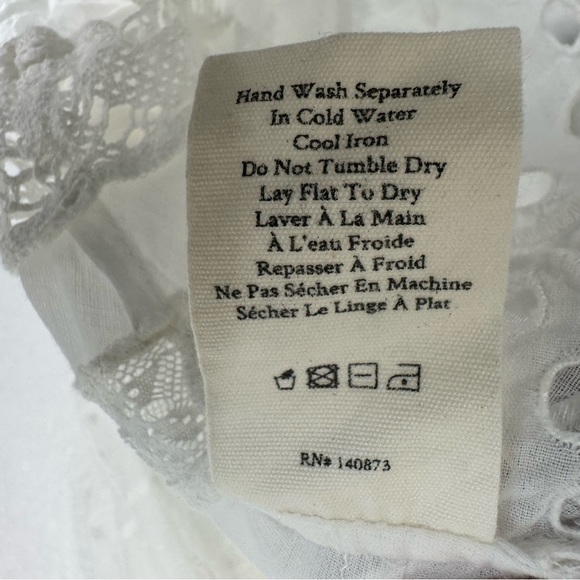 Hand Wash Separately
In Cold Water
Cool Iron
Do Not Tumble Dry
Lay Flat To Dry
Laver À La Main
À L'eau Froide
Repasser À Froid
Ne Pas Sécher En Machine
Sécher Le Linge À Plat
RN# 140873